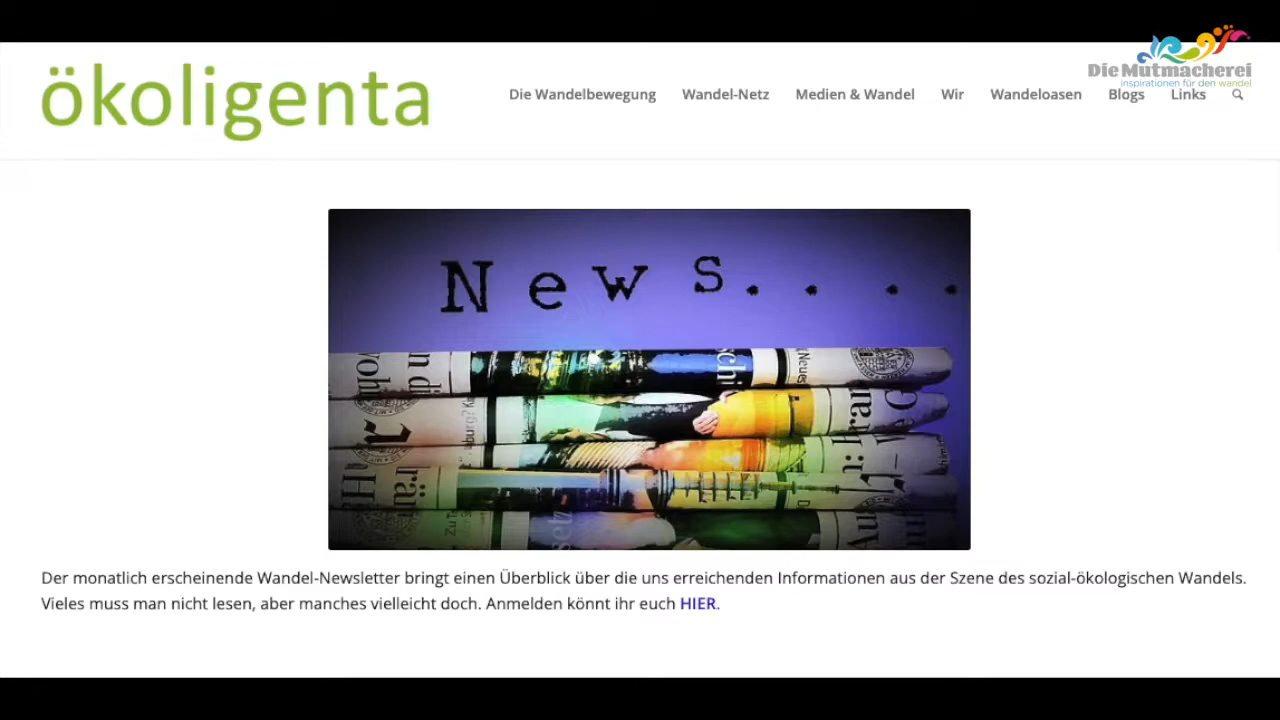 ökoligenta
Die Mutmacherei
inspirationen für den wandel
Die Wandelbewegung Wandel-Netz Medien & Wandel Wir Wandeloasen Blogs Links
News....
Der monatlich erscheinende Wandel-Newsletter bringt einen Überblick über die uns erreichenden Informationen aus der Szene des sozial-ökologischen Wandels.
Vieles muss man nicht lesen, aber manches vielleicht doch. Anmelden könnt ihr euch HIER.